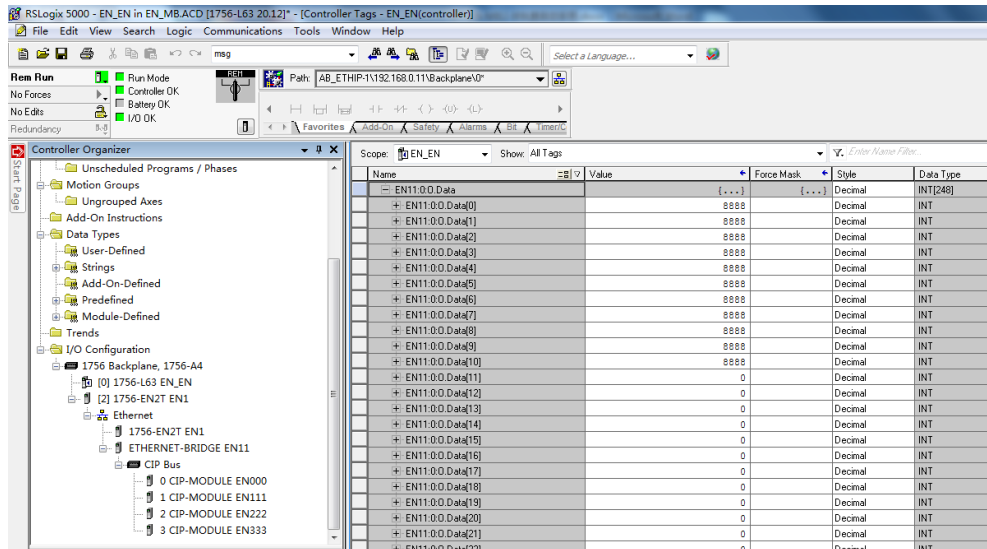 RSLogix 5000 - EN_EN in EN_MB.ACD [1756-L63 20.12]* - [Controller Tags - EN_EN(controller)]
File Edit View Search Logic Communications Tools Window Help
msg
Select a Language...
Rem Run
Run Mode
REM
Path: AB_ETHIP-1\192.168.0.11\Backplane\0*
No Forces
Controller OK
Battery OK
No Edits
I/O OK
Redundancy
Favorites Add-On Safety Alarms Bit Timer/C
Start Page
Controller Organizer
Unscheduled Programs / Phases
Motion Groups
Ungrouped Axes
Add-On Instructions
Data Types
User-Defined
Strings
Add-On-Defined
Predefined
Module-Defined
Trends
I/O Configuration
1756 Backplane, 1756-A4
[0] 1756-L63 EN_EN
[2] 1756-EN2T EN1
Ethernet
1756-EN2T EN1
ETHERNET-BRIDGE EN11
CIP Bus
0 CIP-MODULE EN000
1 CIP-MODULE EN111
2 CIP-MODULE EN222
3 CIP-MODULE EN333
Scope: EN_EN Show: All Tags Enter Name Filter...
Name Value Force Mask Style Data Type
EN11:0:O.Data {...} {...} Decimal INT[248]
EN11:0:O.Data[0] 8888 Decimal INT
EN11:0:O.Data[1] 8888 Decimal INT
EN11:0:O.Data[2] 8888 Decimal INT
EN11:0:O.Data[3] 8888 Decimal INT
EN11:0:O.Data[4] 8888 Decimal INT
EN11:0:O.Data[5] 8888 Decimal INT
EN11:0:O.Data[6] 8888 Decimal INT
EN11:0:O.Data[7] 8888 Decimal INT
EN11:0:O.Data[8] 8888 Decimal INT
EN11:0:O.Data[9] 8888 Decimal INT
EN11:0:O.Data[10] 8888 Decimal INT
EN11:0:O.Data[11] 0 Decimal INT
EN11:0:O.Data[12] 0 Decimal INT
EN11:0:O.Data[13] 0 Decimal INT
EN11:0:O.Data[14] 0 Decimal INT
EN11:0:O.Data[15] 0 Decimal INT
EN11:0:O.Data[16] 0 Decimal INT
EN11:0:O.Data[17] 0 Decimal INT
EN11:0:O.Data[18] 0 Decimal INT
EN11:0:O.Data[19] 0 Decimal INT
EN11:0:O.Data[20] 0 Decimal INT
EN11:0:O.Data[21] 0 Decimal INT